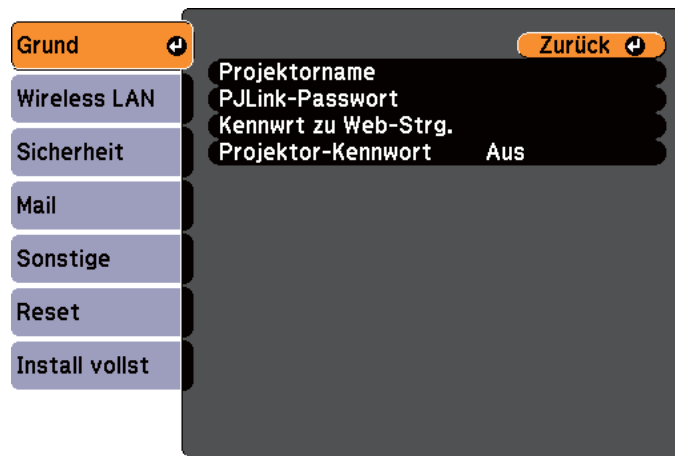 Grund
Wireless LAN
Sicherheit
Mail
Sonstige
Reset
Install vollst
Zurück
Projektorname
PJLink-Passwort
Kennwrt zu Web-Strg.
Projektor-Kennwort Aus